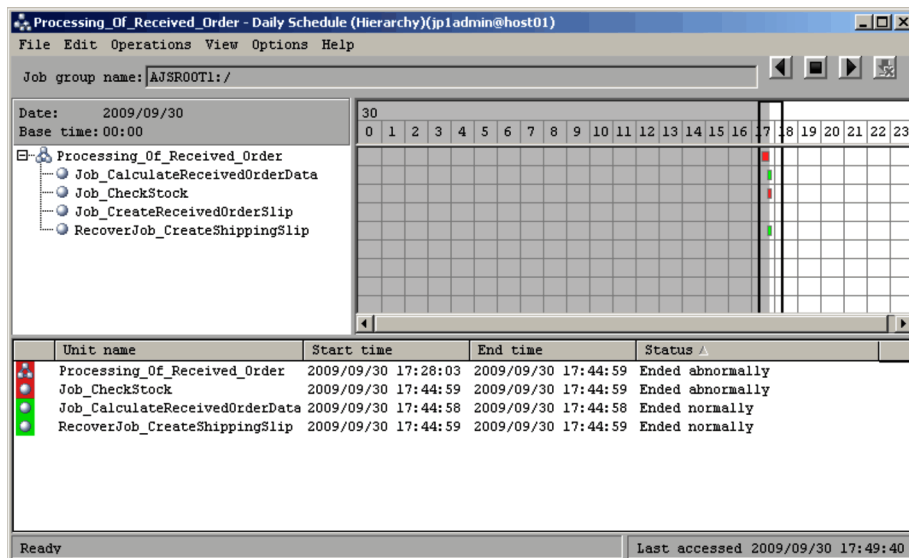 Processing_Of_Received_Order - Daily Schedule (Hierarchy)(jp1admin@host01)
File Edit Operations View Options Help
Job group name: AJSROOT1:/
Date: 2009/09/30
Base time: 00:00
30
0 1 2 3 4 5 6 7 8 9 10 11 12 13 14 15 16 17 18 19 20 21 22 23
Processing_Of_Received_Order
Job_CalculateReceivedOrderData
Job_CheckStock
Job_CreateReceivedOrderSlip
RecoverJob_CreateShippingSlip
Unit name Start time End time Status
Processing_Of_Received_Order 2009/09/30 17:28:03 2009/09/30 17:44:59 Ended abnormally
Job_CheckStock 2009/09/30 17:44:59 2009/09/30 17:44:59 Ended abnormally
Job_CalculateReceivedOrderData 2009/09/30 17:44:58 2009/09/30 17:44:58 Ended normally
RecoverJob_CreateShippingSlip 2009/09/30 17:44:59 2009/09/30 17:44:59 Ended normally
Ready Last accessed 2009/09/30 17:49:40